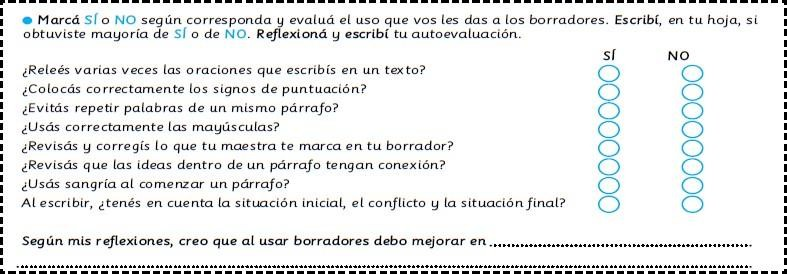 ● Marcá SÍ o NO según corresponda y evaluá el uso que vos les das a los borradores. Escribí, en tu hoja, si
obtuviste mayoría de SÍ o de NO. Reflexioná y escribí tu autoevaluación.
SÍ NO
¿Releés varias veces las oraciones que escribís en un texto?
¿Colocás correctamente los signos de puntuación?
¿Evitás repetir palabras de un mismo párrafo?
¿Usás correctamente las mayúsculas?
¿Revisás y corregís lo que tu maestra te marca en tu borrador?
¿Revisás que las ideas dentro de un párrafo tengan conexión?
¿Usás sangría al comenzar un párrafo?
Al escribir, ¿tenés en cuenta la situación inicial, el conflicto y la situación final?
Según mis reflexiones, creo que al usar borradores debo mejorar en